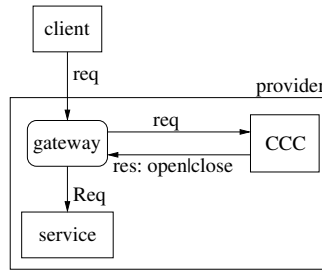 client
req
provider
req
gateway
CCC
res: open|close
Req
service